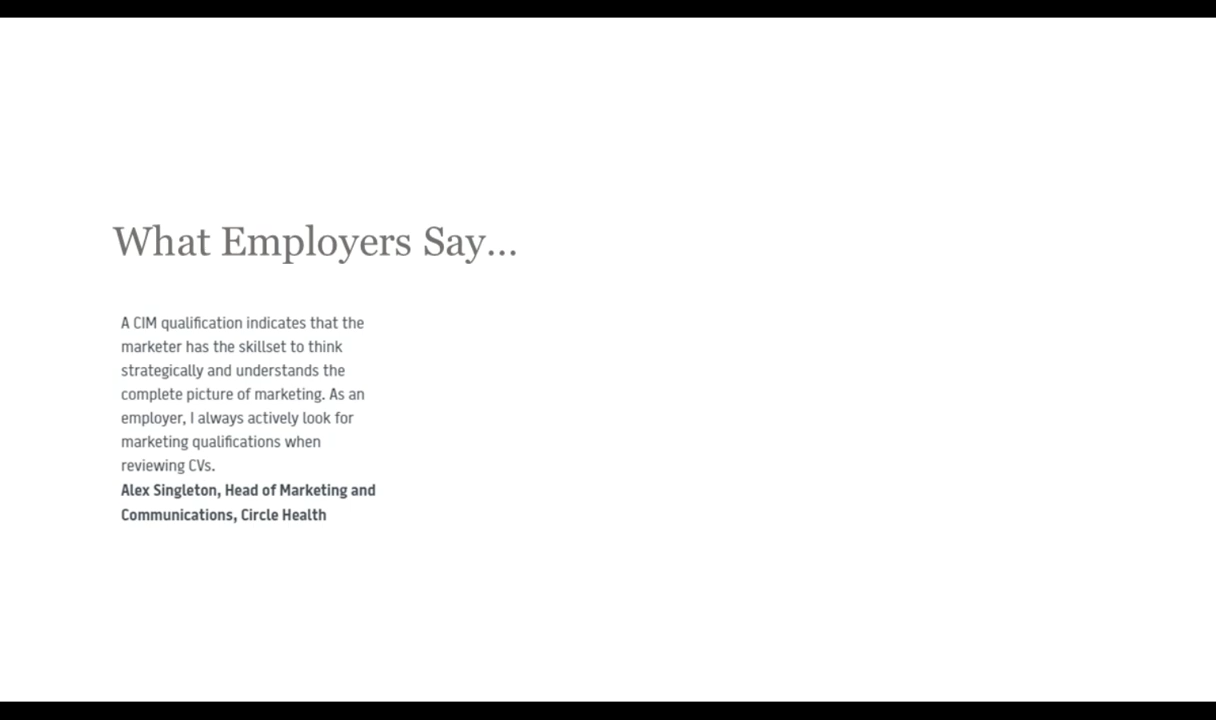 What Employers Say...
A CIM qualification indicates that the
marketer has the skillset to think
strategically and understands the
complete picture of marketing. As an
employer, I always actively look for
marketing qualifications when
reviewing CVs.
Alex Singleton, Head of Marketing and
Communications, Circle Health